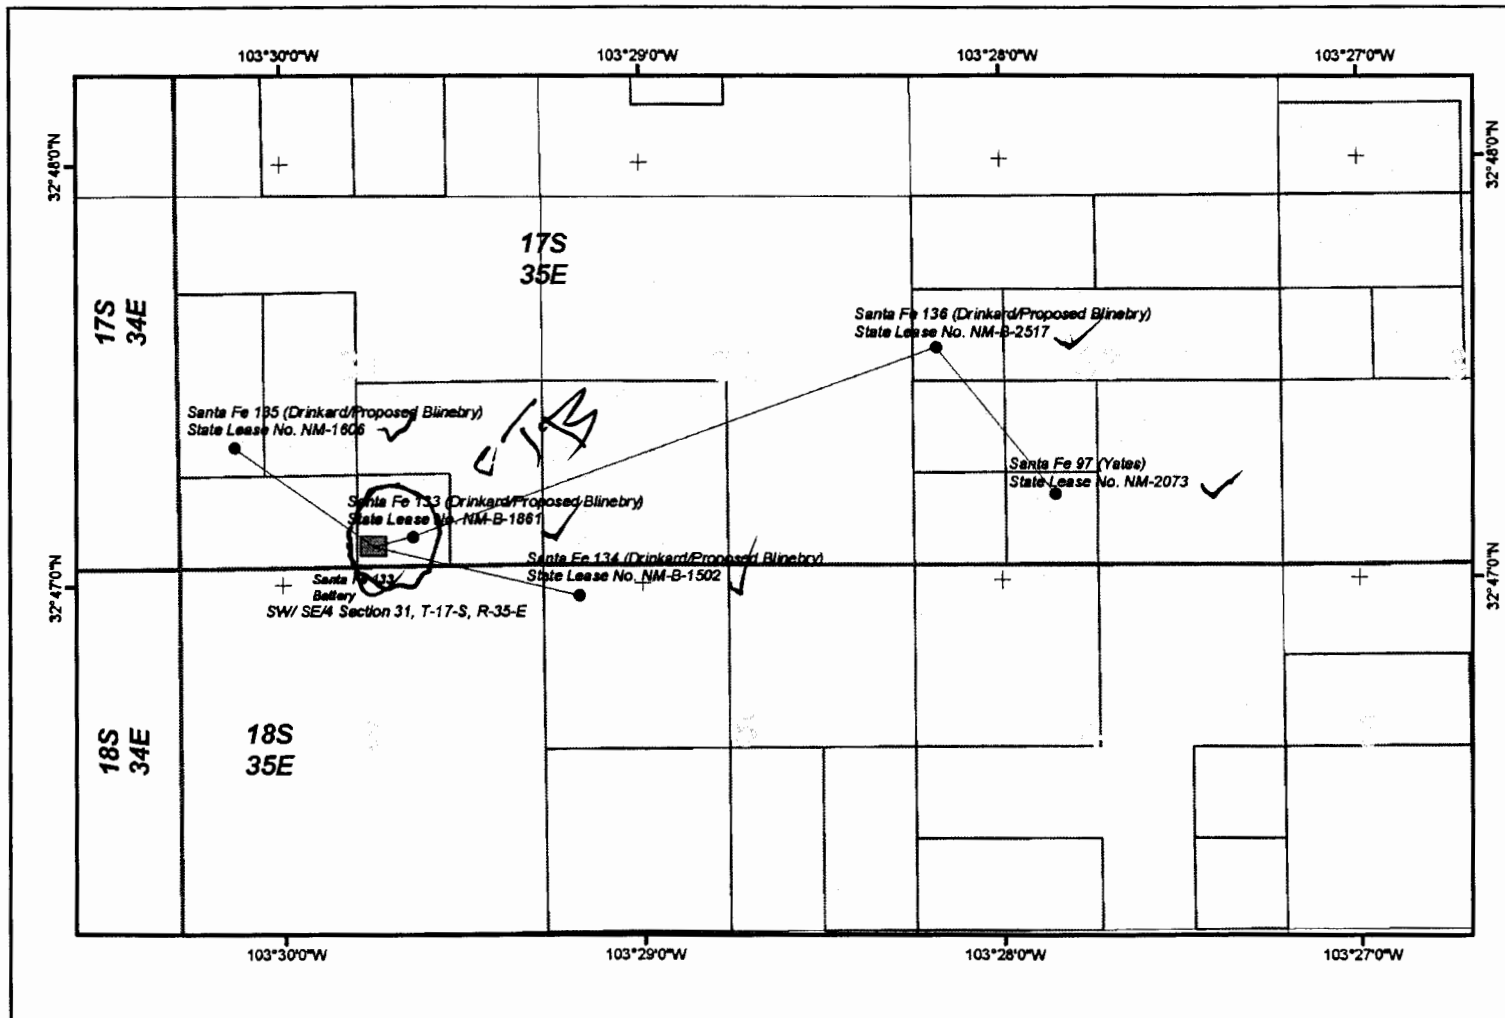 103°30'0"W 103°29'0"W 103°28'0"W 103°27'0"W
32°48'0"N 32°48'0"N
17S
35E
17S
34E
Santa Fe 136 (Drinkard/Proposed Blinebry)
State Lease No. NM-B-2517
Santa Fe 135 (Drinkard/Proposed Blinebry)
State Lease No. NM-1606
Santa Fe 97 (Yates)
State Lease No. NM-2073
Santa Fe 133 (Drinkard/Proposed Blinebry)
State Lease No. NM-B-1861
Santa Fe 134 (Drinkard/Proposed Blinebry)
State Lease No. NM-B-1502
32°47'0"N 32°47'0"N
Santa Fe 133
Battery
SW/ SE/4 Section 31, T-17-S, R-35-E
18S
34E
18S
35E
103°30'0"W 103°29'0"W 103°28'0"W 103°27'0"W